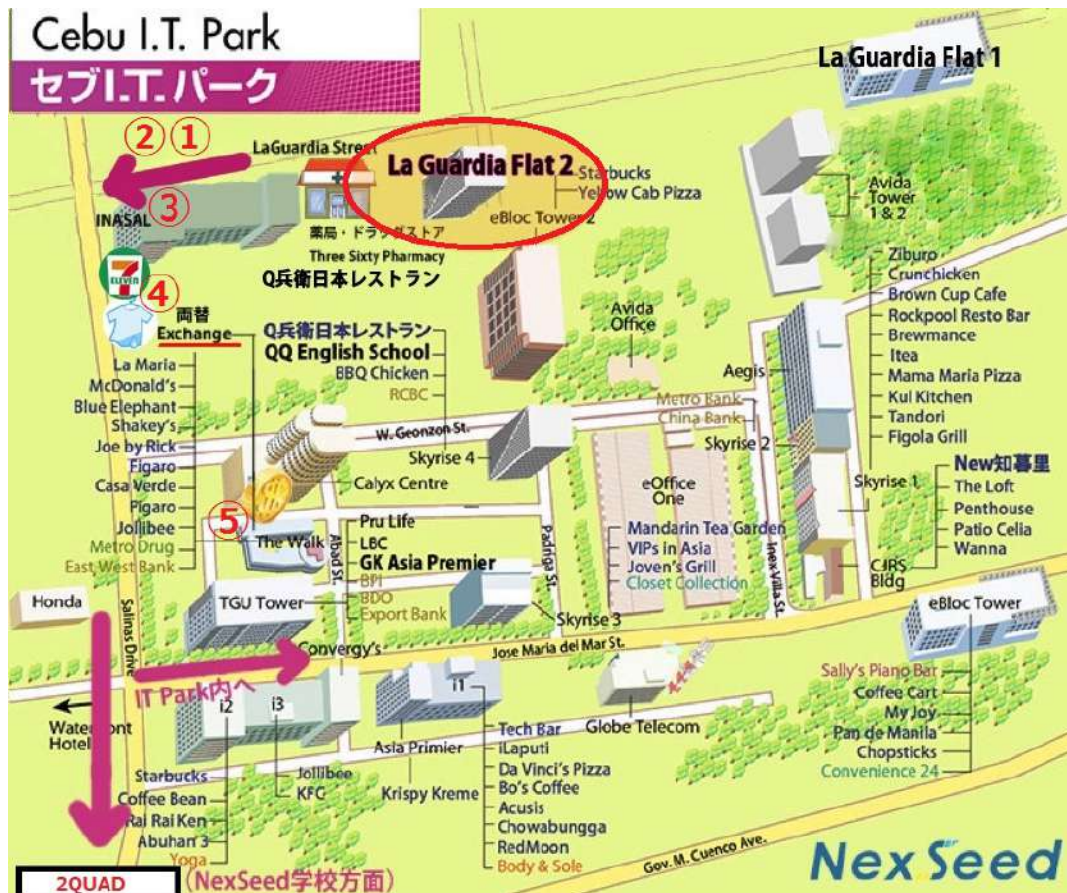 Cebu I.T. Park
セブI.T.パーク
La Guardia Flat 1
② ①
LaGuardia Street
La Guardia Flat 2
Starbucks
Yellow Cab Pizza
eBloc Tower 2
Avida
Tower
1 & 2
INASAL
③
薬局・ドラッグストア
Three Sixty Pharmacy
Q兵衛日本レストラン
7
ELEVEN
④
両替
Exchange
La Maria
McDonald's
Blue Elephant
Shakey's
Joe by Rick
Figaro
Casa Verde
Pigaro
Jollibee
Metro Drug
East West Bank
Q兵衛日本レストラン
QQ English School
BBQ Chicken
RCBC
Avida
Office
Ziburo
Crunchicken
Brown Cup Cafe
Rockpool Resto Bar
Brewmance
Itea
Mama Maria Pizza
Kul Kitchen
Tandori
Figola Grill
Aegis
Metro Bank
China Bank
W. Geonzon St.
Skyrise 4
Skyrise 2
Calyx Centre
eOffice
One
Skyrise 1
New知暮里
The Loft
Penthouse
Patio Celia
Wanna
⑤
The Walk
Abad St.
Pru Life
LBC
GK Asia Premier
BPI
BDO
Export Bank
Padriga St.
Mandarin Tea Garden
VIPs in Asia
Joven's Grill
Closet Collection
Inex Villa St.
CJRS
Bldg
Honda
Salinas Drive
TGU Tower
Skyrise 3
eBloc Tower
Convergy's
Jose Maria del Mar St.
IT Park内へ
Waterfront
Hotel
i2
i3
i1
Asia Primier
Globe Telecom
Starbucks
Coffee Bean
Rai Rai Ken
Abuhan 3
Yoga
Jollibee
KFC
Krispy Kreme
Tech Bar
iLaputi
Da Vinci's Pizza
Bo's Coffee
Acusis
Chowabungga
RedMoon
Body & Sole
Sally's Piano Bar
Coffee Cart
My Joy
Pan de Manila
Chopsticks
Convenience 24
Gov. M. Cuenco Ave.
2QUAD
(NexSeed学校方面)
NexSeed